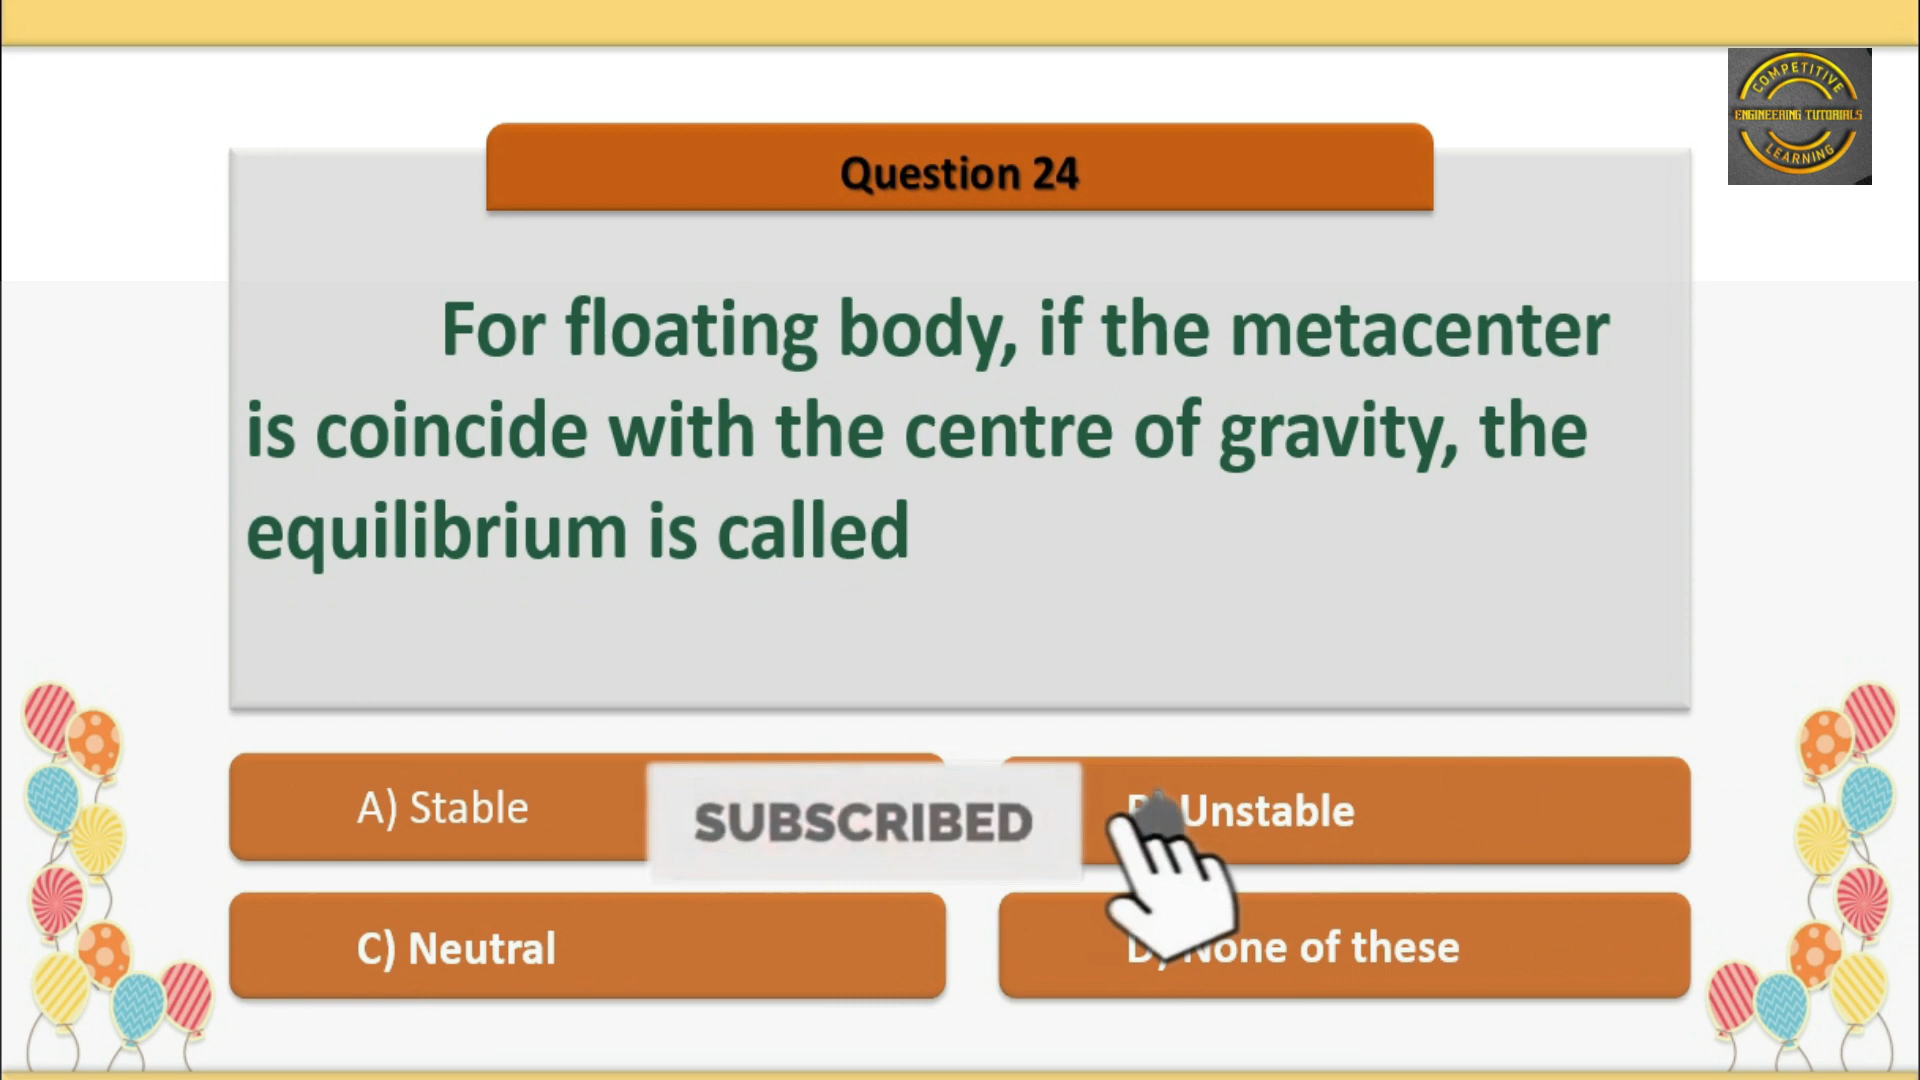 COMPETITIVE
ENGINEERING TUTORIALS
LEARNING
Question 24
For floating body, if the metacenter
is coincide with the centre of gravity, the
equilibrium is called
A) Stable
SUBSCRIBED
Unstable
C) Neutral
None of these